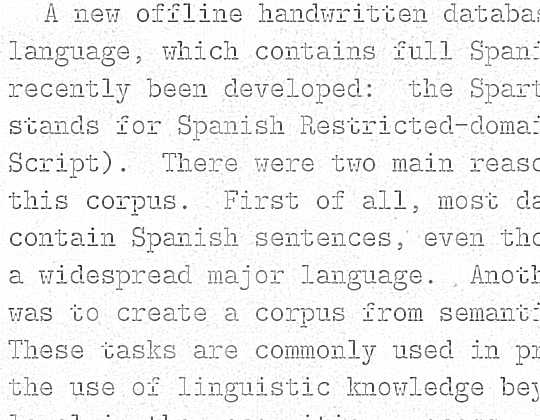 A new offline handwritten databas
language, which contains full Spani
recently been developed: the Spart
stands for Spanish Restricted-domai
Script). There were two main reaso
this corpus. First of all, most da
contain Spanish sentences, even tho
a widespread major language. Anoth
was to create a corpus from semanti
These tasks are commonly used in pr
the use of linguistic knowledge bey